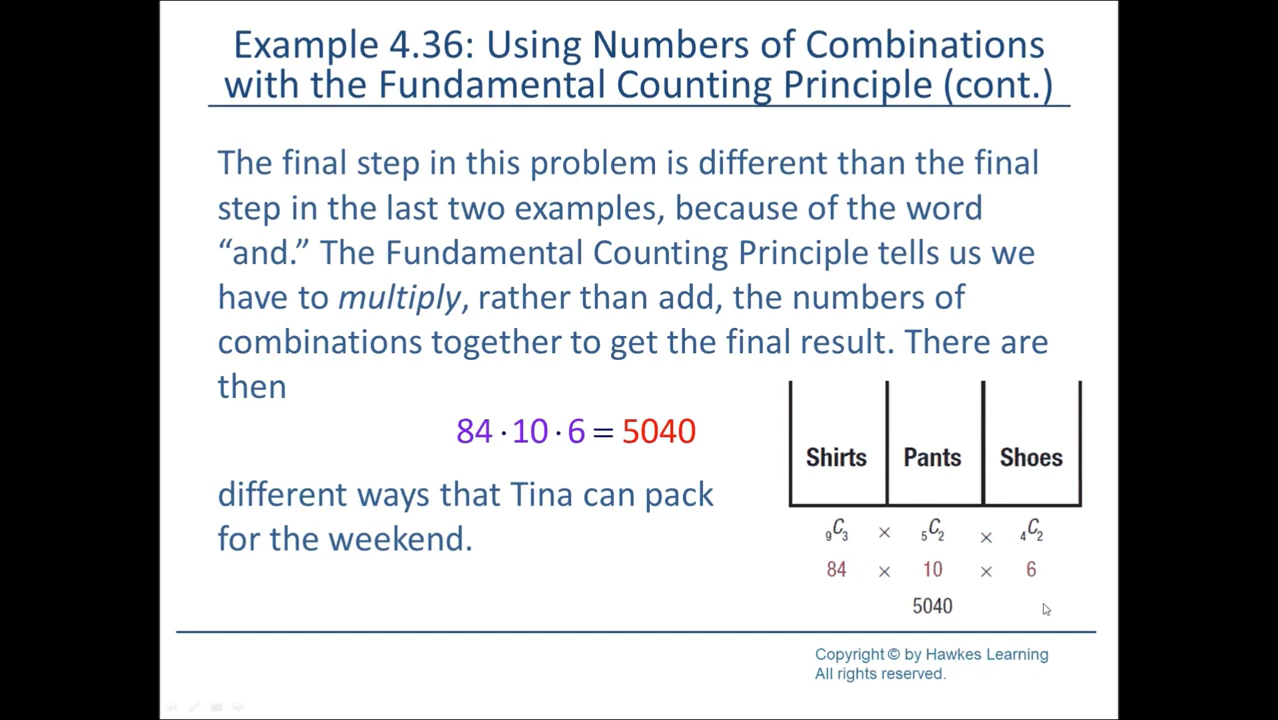 Example 4.36: Using Numbers of Combinations
with the Fundamental Counting Principle (cont.)
The final step in this problem is different than the final
step in the last two examples, because of the word
“and.” The Fundamental Counting Principle tells us we
have to multiply, rather than add, the numbers of
combinations together to get the final result. There are
then
84 · 10 · 6 = 5040
different ways that Tina can pack
for the weekend.
Shirts Pants Shoes
₉C₃ × ₅C₂ × ₄C₂
84 × 10 × 6
5040
Copyright © by Hawkes Learning
All rights reserved.